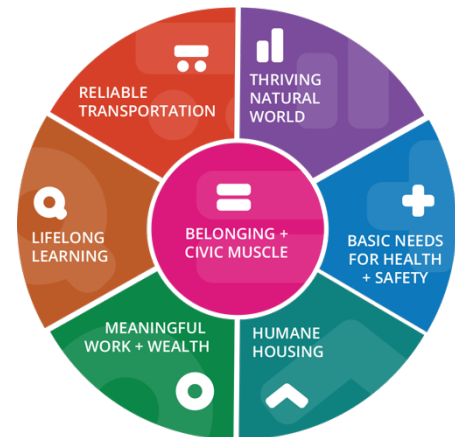 RELIABLE
TRANSPORTATION
THRIVING
NATURAL
WORLD
LIFELONG
LEARNING
BELONGING +
CIVIC MUSCLE
BASIC NEEDS
FOR HEALTH
+ SAFETY
MEANINGFUL
WORK + WEALTH
HUMANE
HOUSING